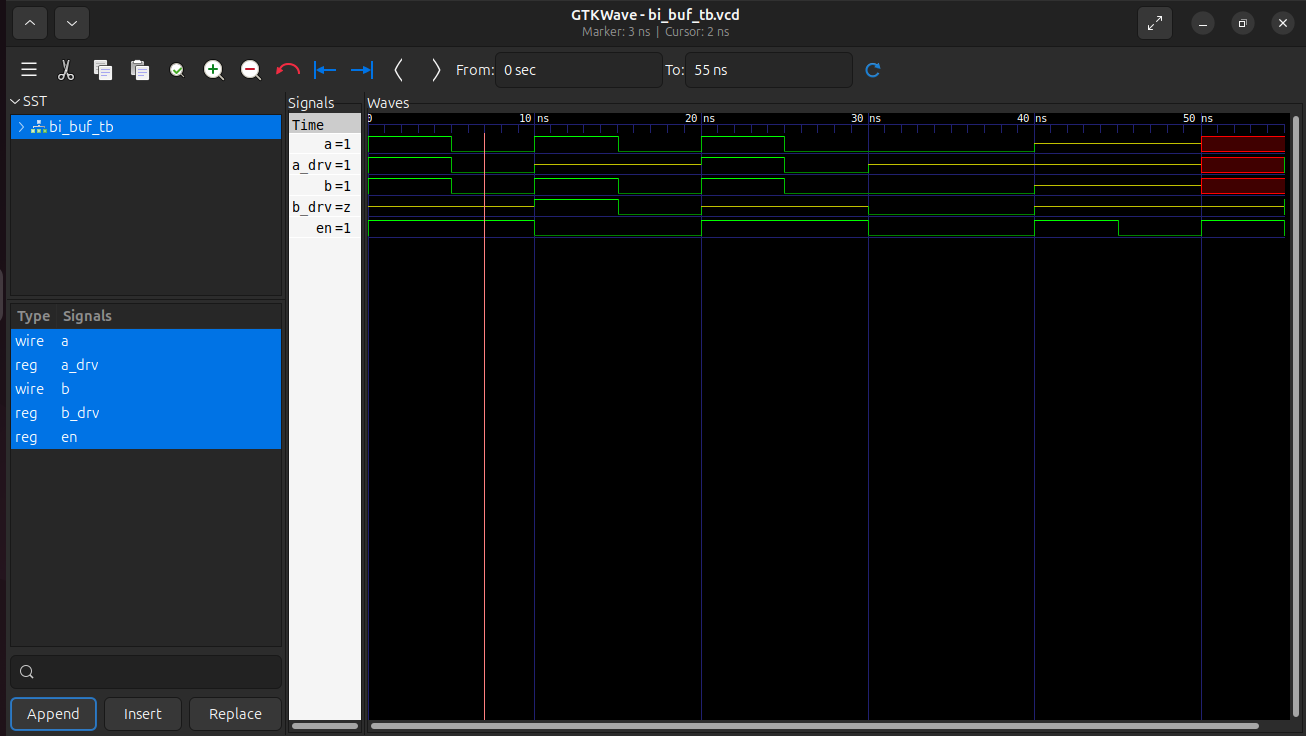 GTKWave - bi_buf_tb.vcd
Marker: 3 ns | Cursor: 2 ns
From: 0 sec To: 55 ns
SST
bi_buf_tb
Type Signals
wire a
reg a_drv
wire b
reg b_drv
reg en
Append Insert Replace
Signals
Time
a=1
a_drv=1
b=1
b_drv=z
en=1
Waves
0 10 ns 20 ns 30 ns 40 ns 50 ns